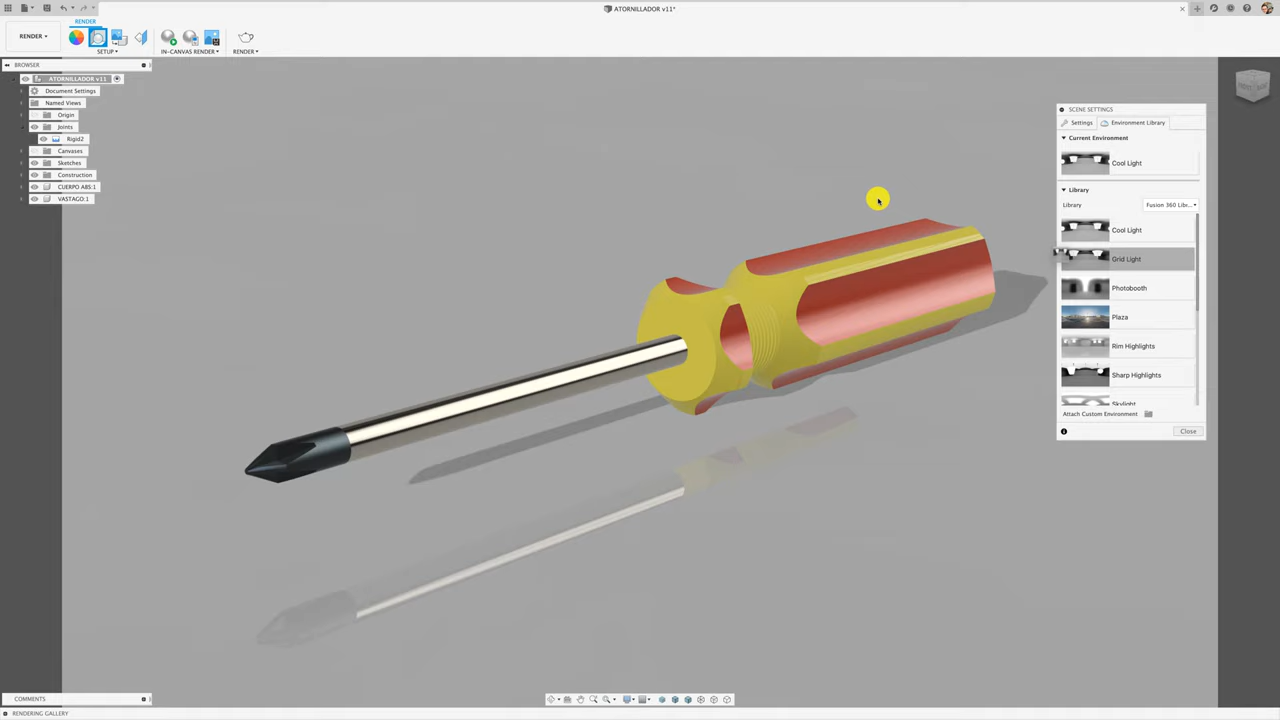 ATORNILLADOR v11*
RENDER
RENDER
SETUP
IN-CANVAS RENDER
RENDER
BROWSER
ATORNILLADOR v11
Document Settings
Named Views
Origin
Joints
Rigid2
Canvases
Sketches
Construction
CUERPO ABS:1
VASTAGO:1
SCENE SETTINGS
Settings
Environment Library
Current Environment
Cool Light
Library
Library
Fusion 360 Libr...
Cool Light
Grid Light
Photobooth
Plaza
Rim Highlights
Sharp Highlights
Skylight
Attach Custom Environment
Close
COMMENTS
RENDERING GALLERY